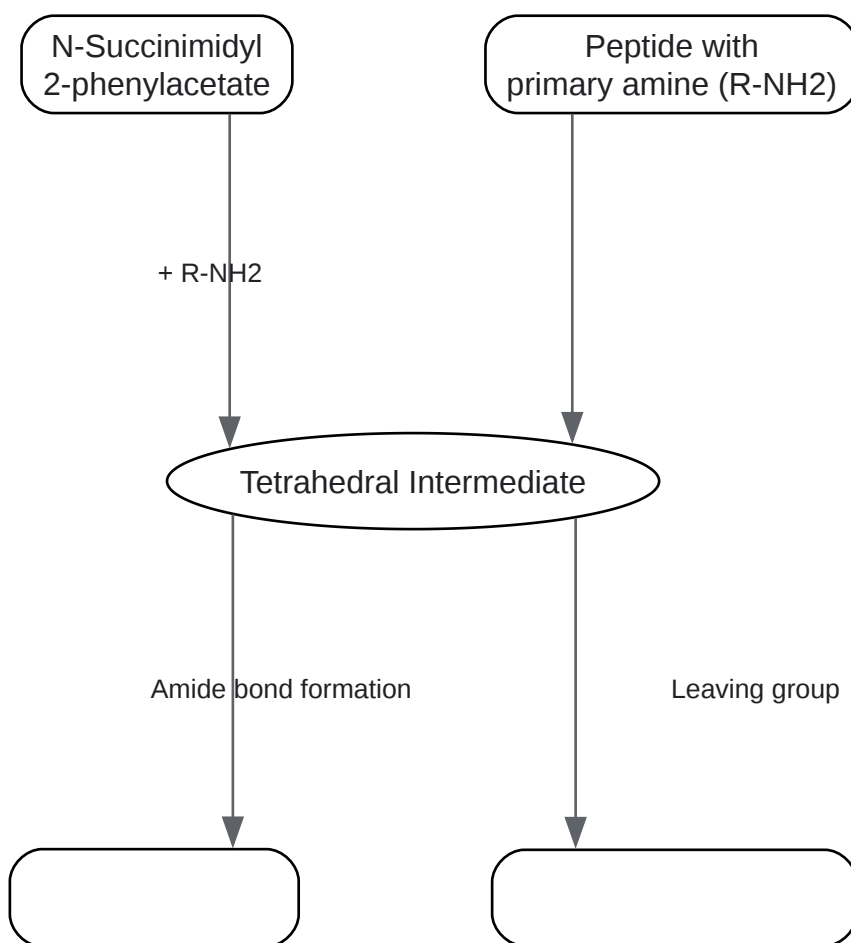 N-Succinimidyl
2-phenylacetate
Peptide with
primary amine (R-NH2)
+ R-NH2
Tetrahedral Intermediate
Amide bond formation
Leaving group